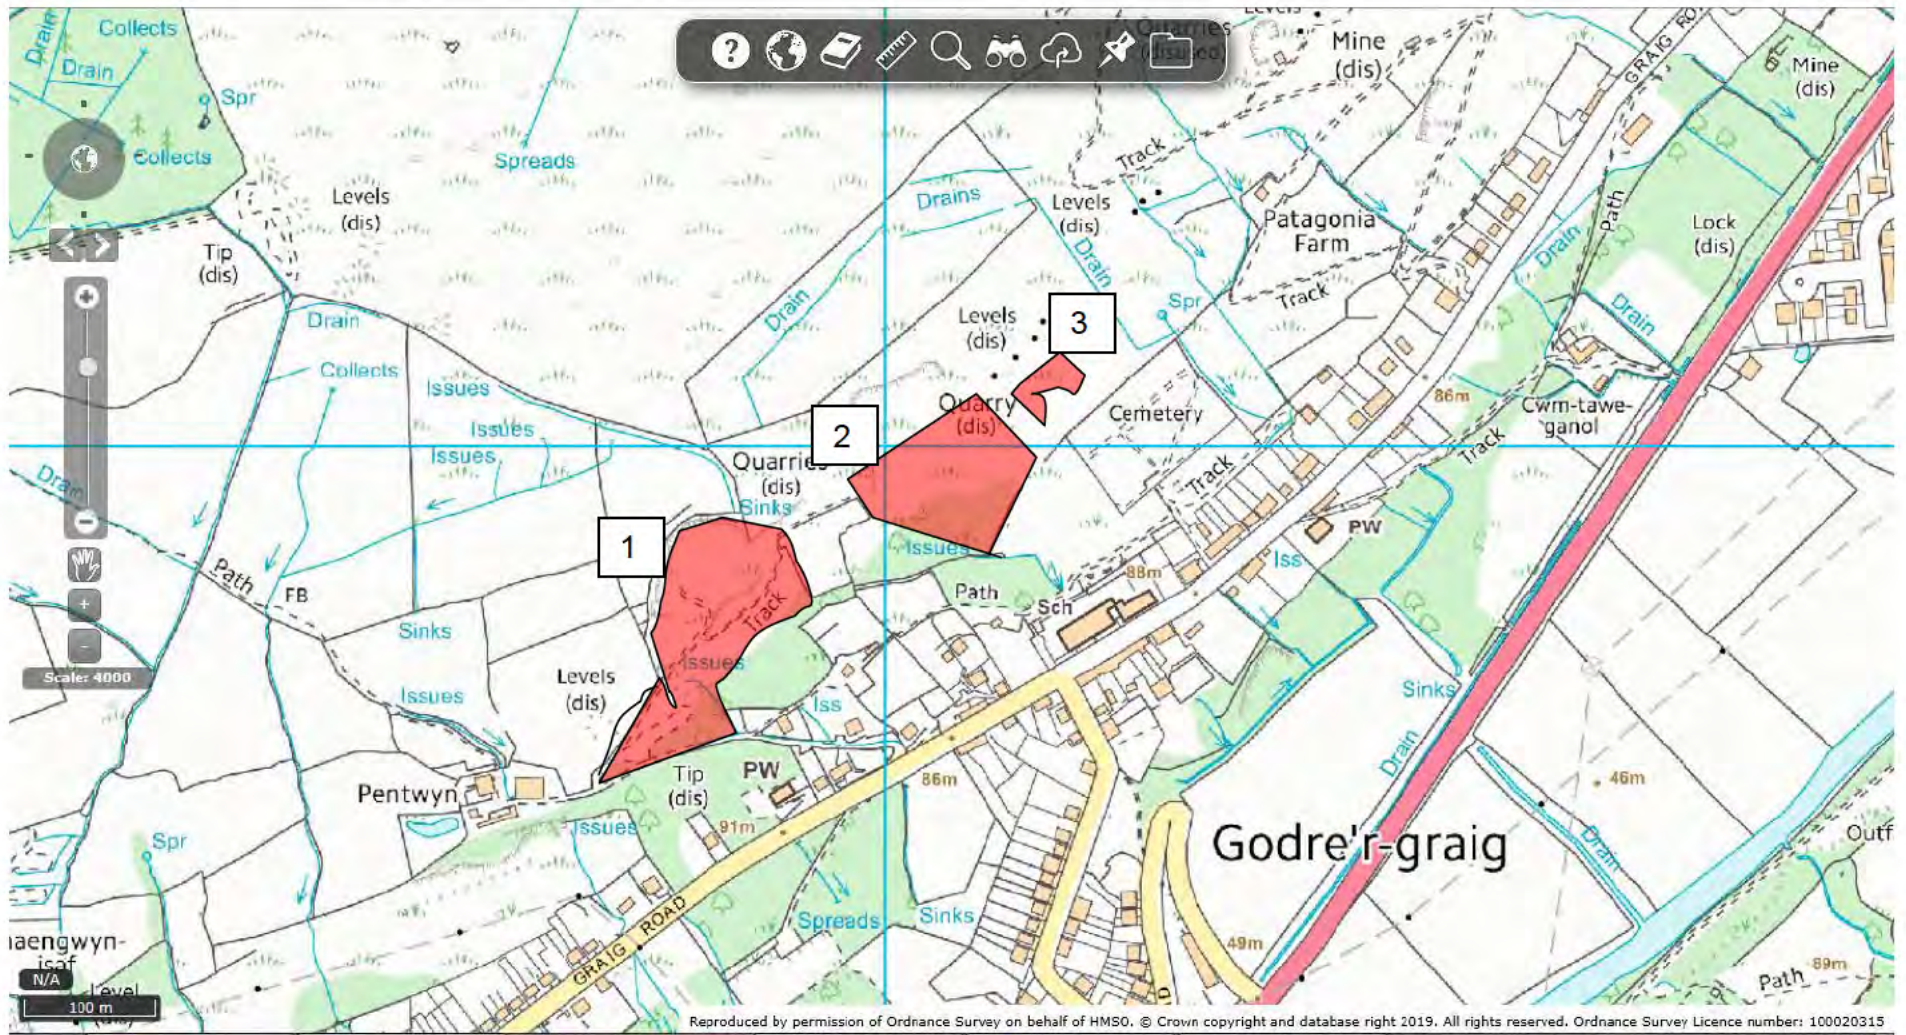 Collects
Drain
Drain
Spr
Collects
Spreads
Levels
(dis)
Tip
(dis)
Quarries
(disused)
Levels
Mine
(dis)
GRAIG RO
Mine
(dis)
Track
Drains
Levels
(dis)
Patagonia
Farm
Path
Lock
(dis)
Drain
Drain
Drain
Track
Spr
Drain
Drain
Collects
Issues
Issues
Issues
Levels
(dis)
3
Quarry
(dis)
Cemetery
86m
Cwm-tawe-
ganol
Track
2
Quarries
(dis)
Sinks
Track
1
Issues
PW
Iss
88m
Path
Sch
Path
FB
Sinks
Track
Issues
Levels
(dis)
Issues
Iss
Sinks
Scale: 4000
Drain
Pentwyn
Tip
(dis)
PW
86m
91m
46m
Issues
Spr
Godre'r-graig
Drain
Outf
Spreads
Sinks
GRAIG ROAD
49m
89m
Path
naengwyn-
isaf
N/A
Level
100 m
Reproduced by permission of Ordnance Survey on behalf of HMSO. © Crown copyright and database right 2019. All rights reserved. Ordnance Survey Licence number: 100020315